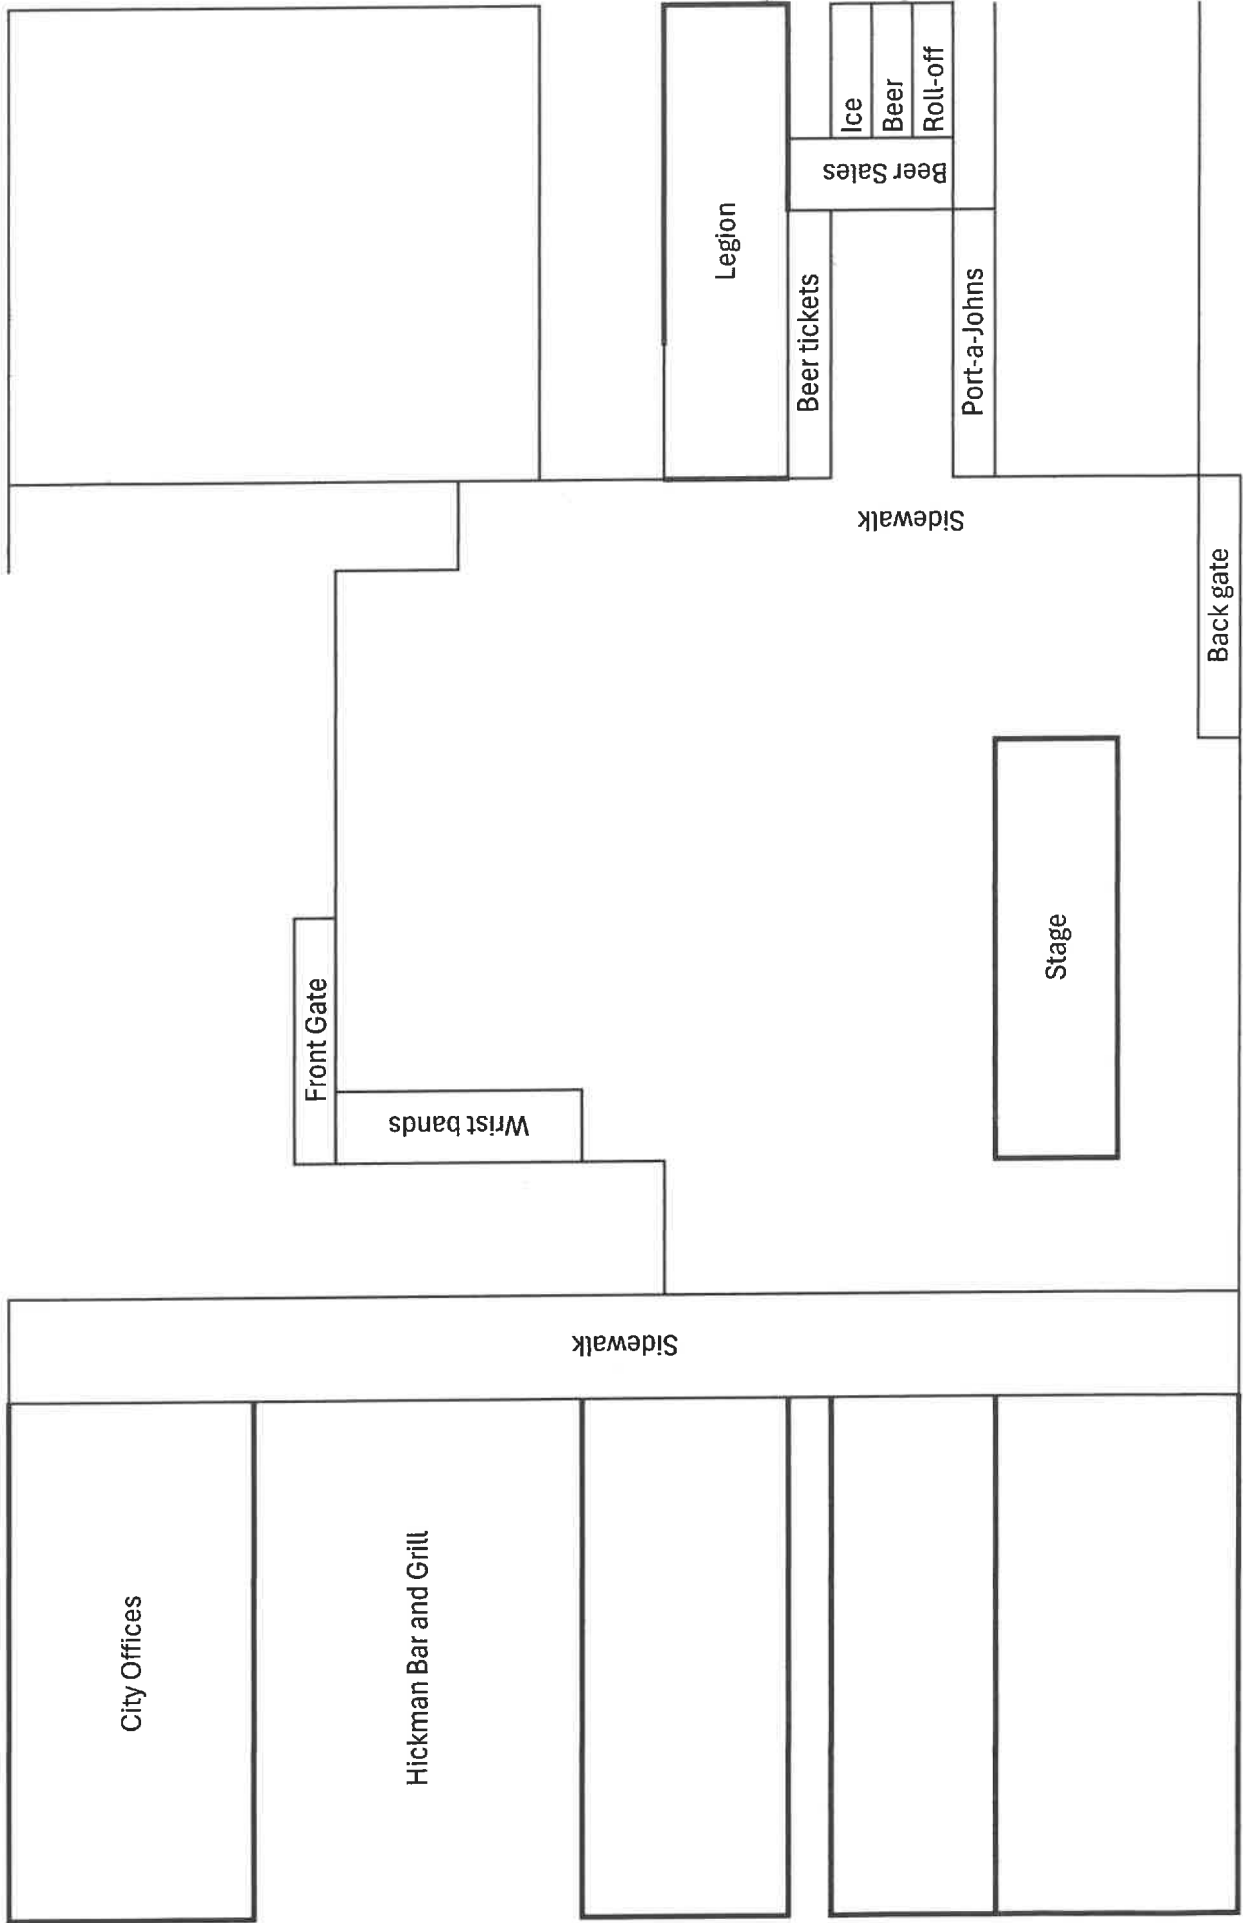 City Offices
Hickman Bar and Grill
Sidewalk
Front Gate
Wrist bands
Stage
Back gate
Sidewalk
Legion
Beer tickets
Port-a-Johns
Beer Sales
Ice
Beer
Roll-off